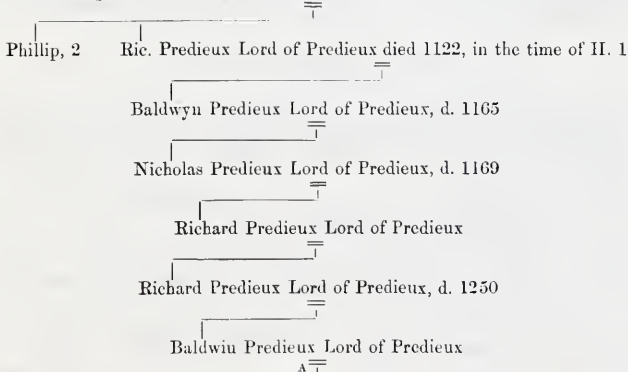 Phillip, 2 Ric. Predieux Lord of Predieux died 1122, in the time of H. 1
Baldwyn Predieux Lord of Predieux, d. 1165
Nicholas Predieux Lord of Predieux, d. 1169
Richard Predieux Lord of Predieux
Richard Predieux Lord of Predieux, d. 1250
Baldwin Predieux Lord of Predieux
A